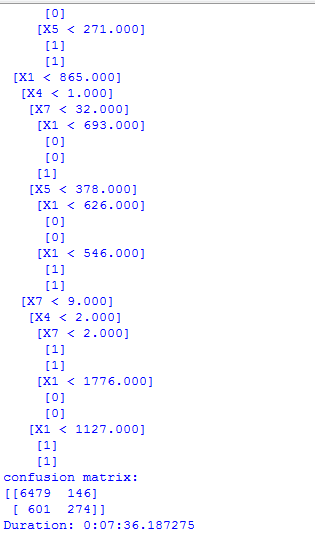 [0]
[X5 < 271.000]
[1]
[1]
[X1 < 865.000]
[X4 < 1.000]
[X7 < 32.000]
[X1 < 693.000]
[0]
[0]
[1]
[X5 < 378.000]
[X1 < 626.000]
[0]
[0]
[X1 < 546.000]
[1]
[1]
[X7 < 9.000]
[X4 < 2.000]
[X7 < 2.000]
[1]
[1]
[X1 < 1776.000]
[0]
[0]
[X1 < 1127.000]
[1]
[1]
confusion matrix:
[[6479  146]
[ 601  274]]
Duration: 0:07:36.187275